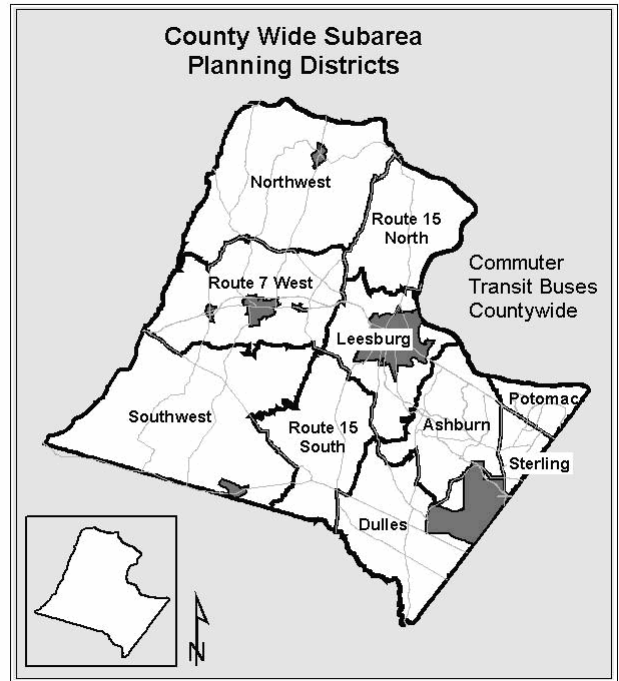 County Wide Subarea
Planning Districts
Northwest
Route 15
North
Commuter
Transit Buses
Countywide
Route 7 West
Leesburg
Potomac
Southwest
Route 15
South
Ashburn
Sterling
Dulles
N